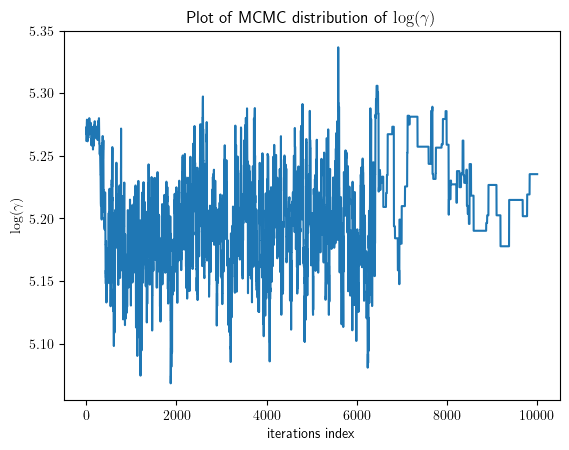 Plot of MCMC distribution of log(γ)
5.35
5.30
5.25
5.20
5.15
5.10
log(γ)
0 2000 4000 6000 8000 10000
iterations index